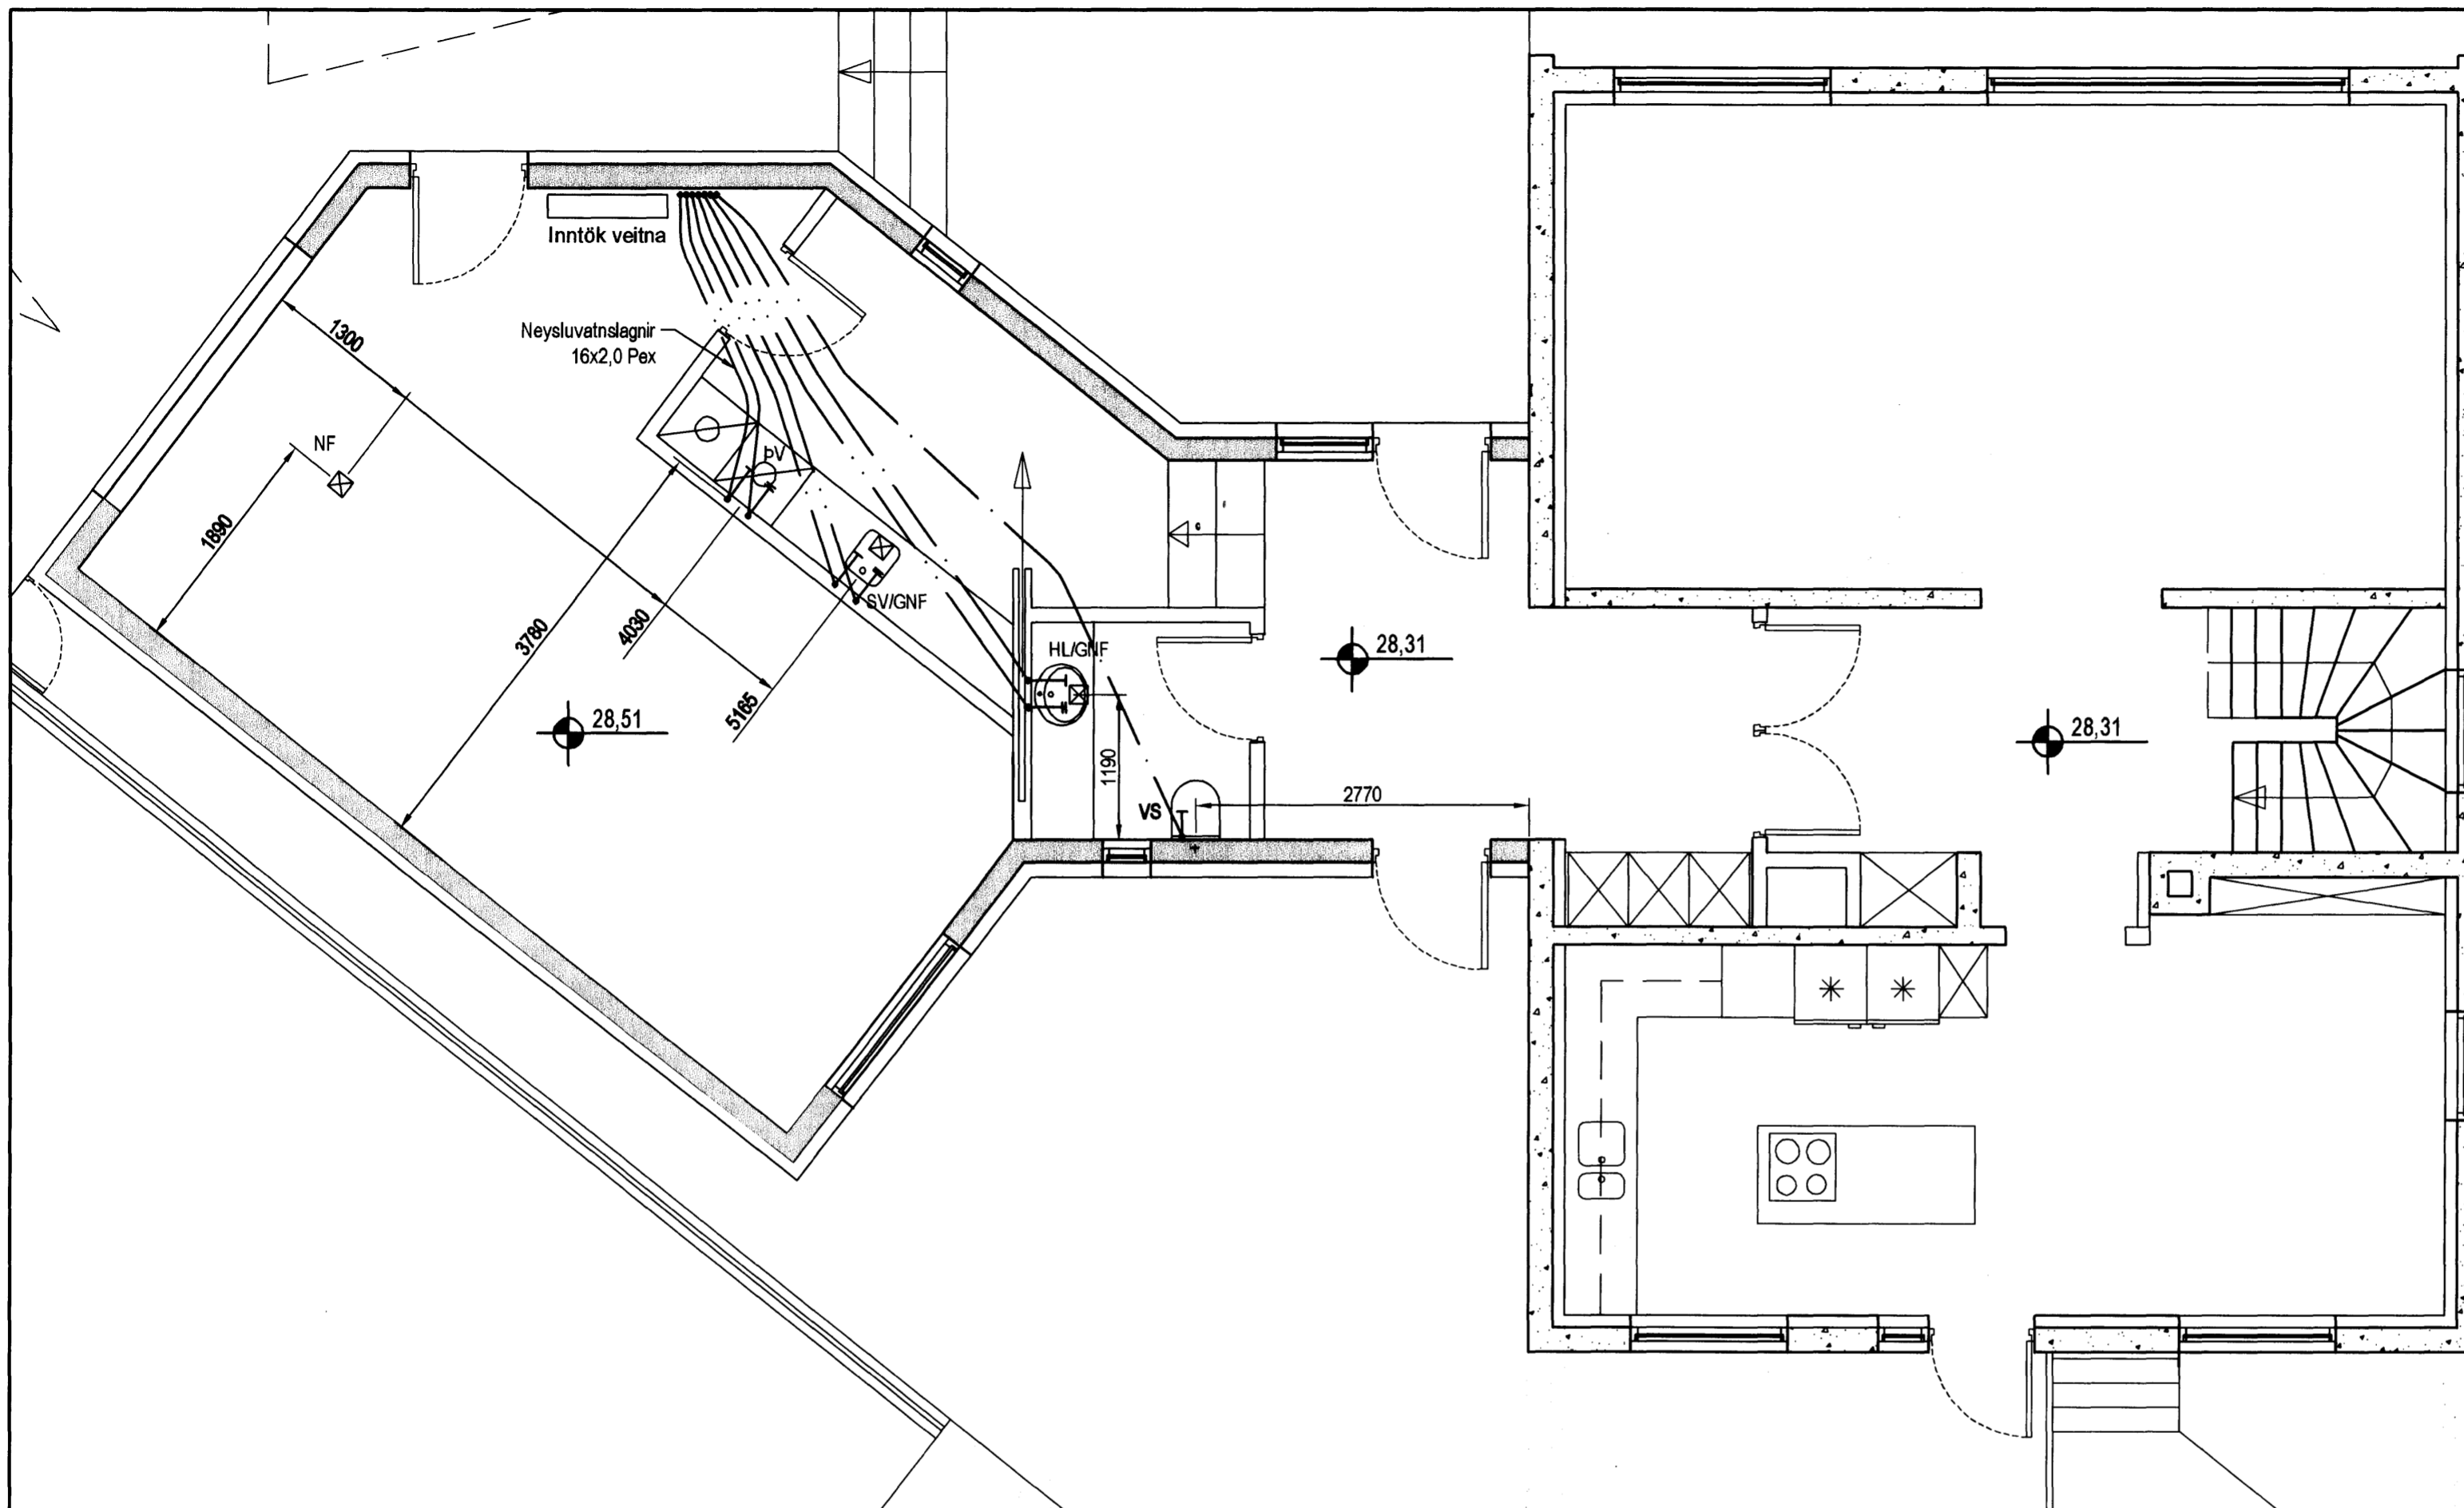 Inntök veitna
Neysluvatnslagnir
16x2,0 Pex
1300
NF
1890
ÞV
SV/GNF
3780
4030
5165
28,51
HL/GNF
1190
VS
2770
28,31
28,31